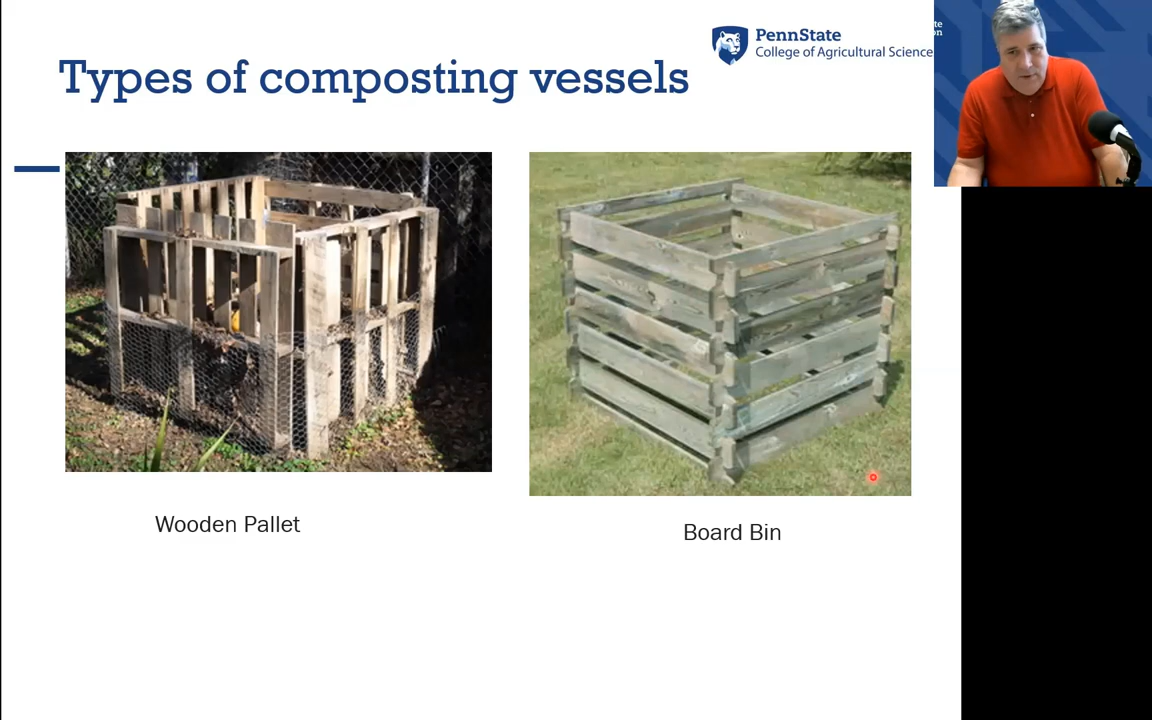 PennState
College of Agricultural Science
Types of composting vessels
Wooden Pallet
Board Bin